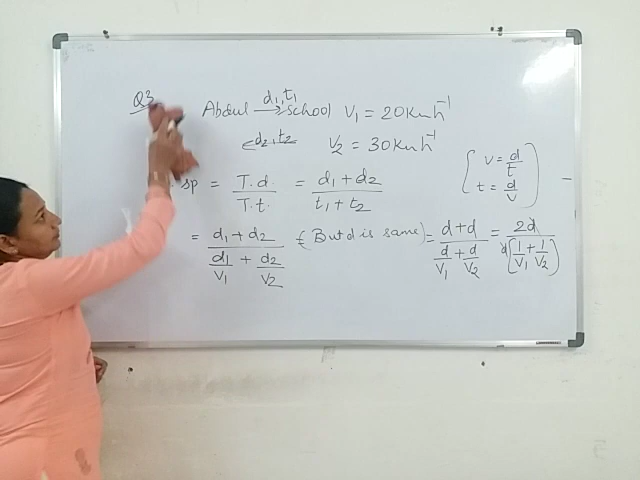 Q3
Abdul d1,t1 → school V1 = 20 Km h⁻¹
← d2,t2 V2 = 30 Km h⁻¹
( V = d/t
t = d/V )
sp = T.d/T.t. = (d1 + d2)/(t1 + t2)
= (d1 + d2)/(d1/V1 + d2/V2) (But d is same) = (d + d)/(d/V1 + d/V2) = 2d/d(1/V1 + 1/V2)